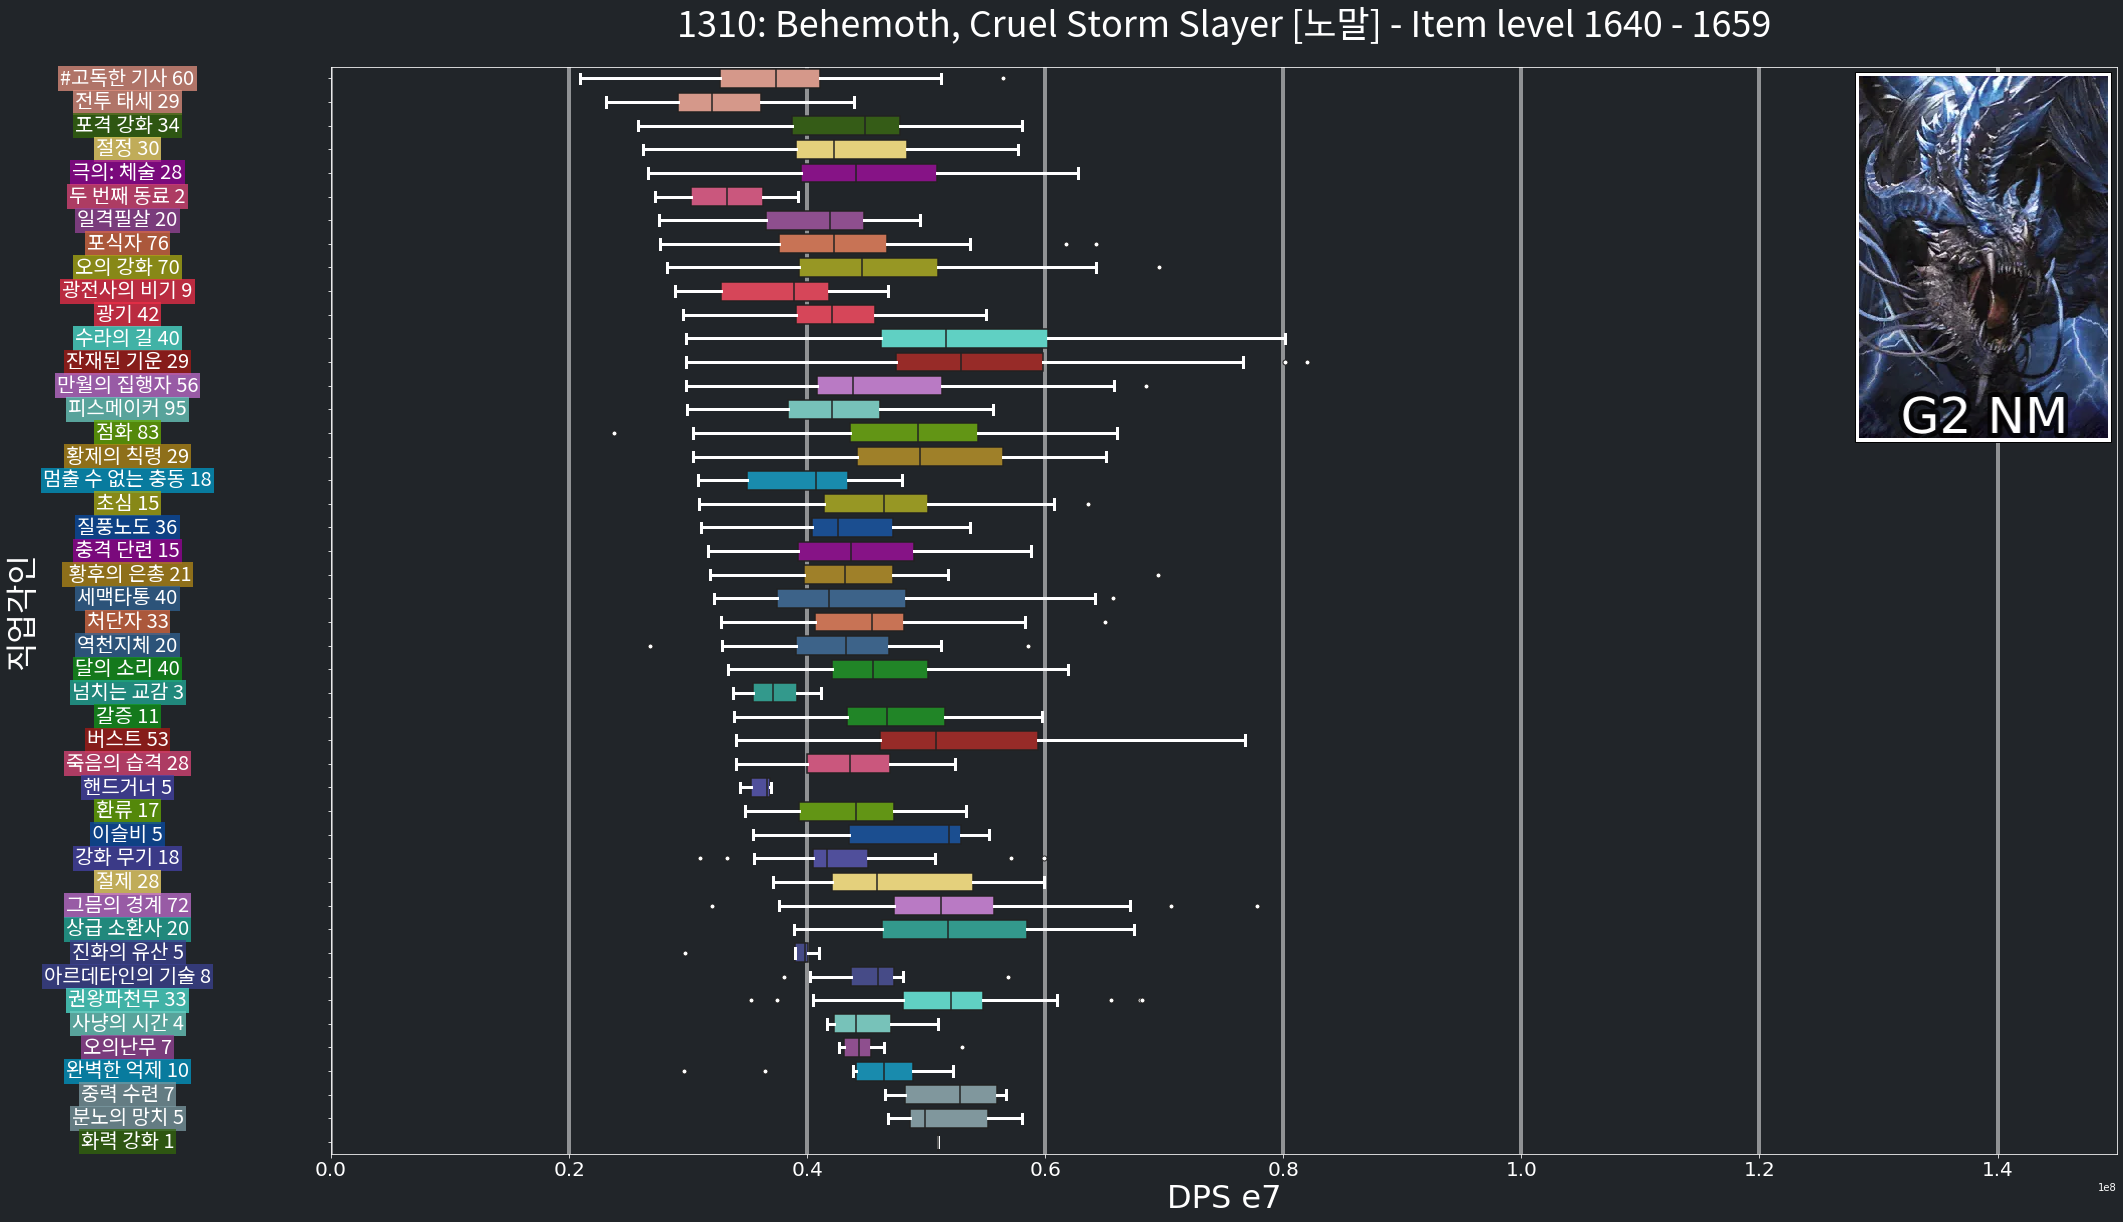 1310: Behemoth, Cruel Storm Slayer [노말] - Item level 1640 - 1659
#고독한 기사 60
전투 태세 29
포격 강화 34
절정 30
극의: 체술 28
두 번째 동료 2
일격필살 20
포식자 76
오의 강화 70
광전사의 비기 9
광기 42
수라의 길 40
잔재된 기운 29
만월의 집행자 56
피스메이커 95
점화 83
황제의 칙령 29
멈출 수 없는 충동 18
초심 15
질풍노도 36
충격 단련 15
황후의 은총 21
세맥타통 40
처단자 33
역천지체 20
달의 소리 40
넘치는 교감 3
갈증 11
버스트 53
죽음의 습격 28
핸드거너 5
환류 17
이슬비 5
강화 무기 18
절제 28
그믐의 경계 72
상급 소환사 20
진화의 유산 5
아르데타인의 기술 8
권왕파천무 33
사냥의 시간 4
오의난무 7
완벽한 억제 10
중력 수련 7
분노의 망치 5
화력 강화 1
직업각인
G2 NM
0.0 0.2 0.4 0.6 0.8 1.0 1.2 1.4
1e8
DPS e7